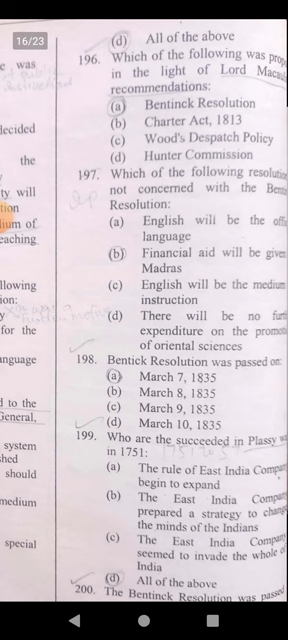 16/23
(d) All of the above
196. Which of the following was
in the light of Lord
recommendations:
(a) Bentinck Resolution
(b) Charter Act, 1813
(c) Wood's Despatch Policy
(d) Hunter Commission
197. Which of the following
not concerned with the
Resolution:
(a) English will be the
language
(b) Financial aid will be
Madras
(c) English will be the medium
instruction
(d) There will be no
expenditure on the
of oriental sciences
198. Bentick Resolution was passed on:
(a) March 7, 1835
(b) March 8, 1835
(c) March 9, 1835
(d) March 10, 1835
199. Who are the succeeded in Plassy
in 1751:
(a) The rule of East India
begin to expand
(b) The East India
prepared a strategy to
the minds of the Indians
(c) The East India
seemed to invade the whole of
India
(d) All of the above
200. The Bentinck Resolution was passed
e was
decided
the
ty will
tion
ium of
eaching
llowing
ion:
y
for the
anguage
d to the
General,
system
shed
should
medium
special